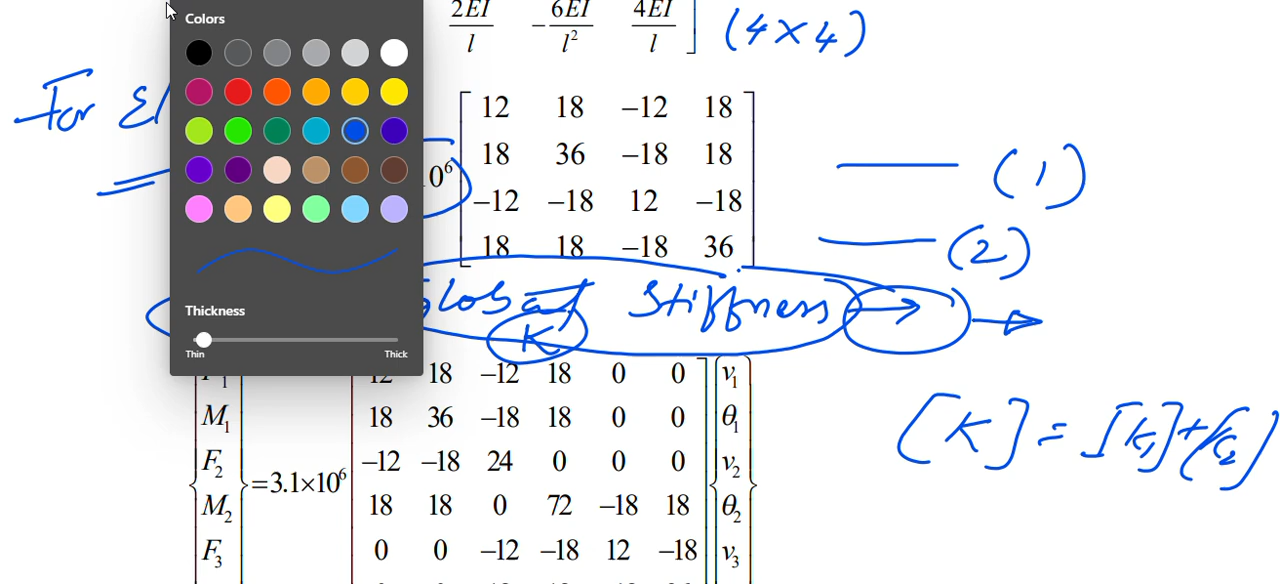 Colors
2EI/l −6EI/l² 4EI/l ] (4×4)
For El
12 18 −12 18
18 36 −18 18 (1)
0⁶
−12 −18 12 −18
18 18 −18 36 (2)
Global Stiffness →
Thickness
K
Thin Thick
12 18 −12 18 0 0 v₁
M₁ 18 36 −18 18 0 0 θ₁
[K] = [k₁]+[k₂]
F₂ −12 −18 24 0 0 0 v₂
=3.1×10⁶
M₂ 18 18 0 72 −18 18 θ₂
F₃ 0 0 −12 −18 12 −18 v₃